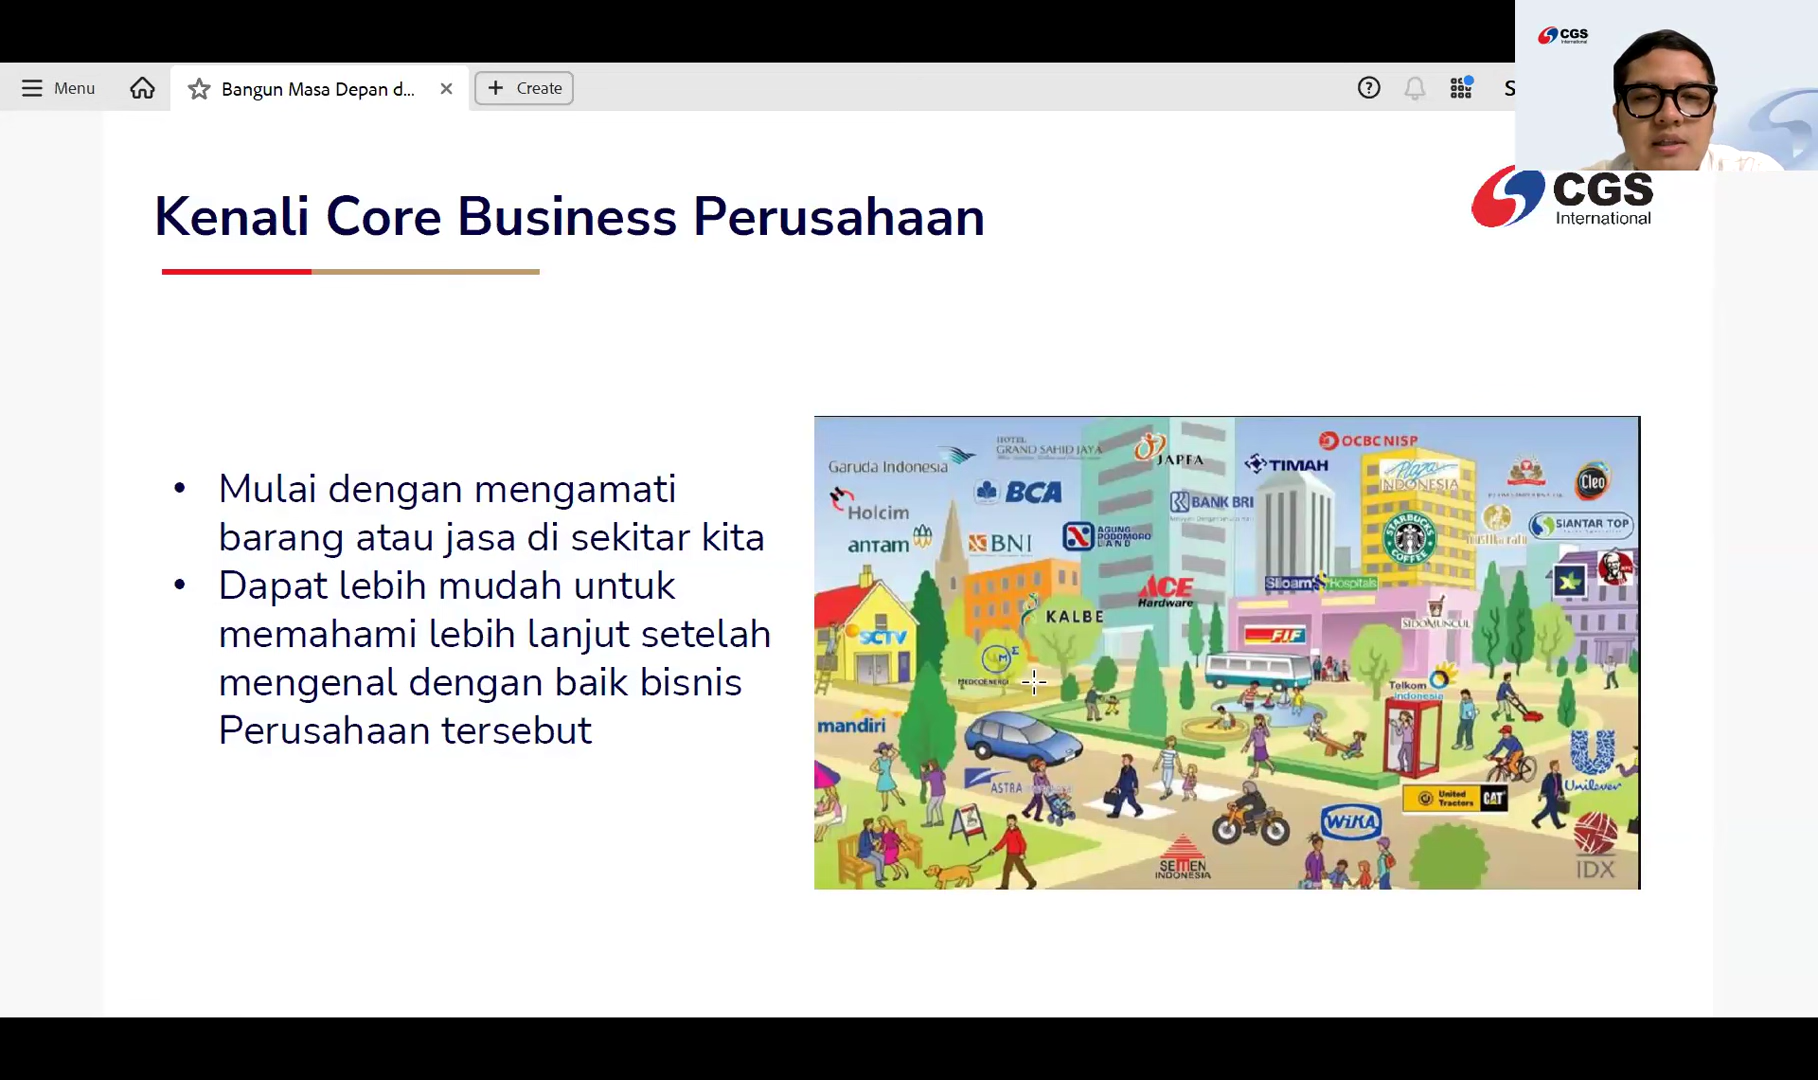 CGS
International
Menu
Bangun Masa Depan d...
Create
S
CGS
International
Kenali Core Business Perusahaan
• Mulai dengan mengamati
barang atau jasa di sekitar kita
• Dapat lebih mudah untuk
memahami lebih lanjut setelah
mengenal dengan baik bisnis
Perusahaan tersebut
Garuda Indonesia
HOTEL
GRAND SAHID JAYA
JAPFA
TIMAH
OCBC NISP
Plaza
INDONESIA
Cleo
Holcim
BCA
BANK BRI
STARBUCKS
COFFEE
SIANTAR TOP
antam
BNI
AGUNG
PODOMORO
LAND
ACE
Hardware
Siloam Hospitals
KALBE
SIDOMUNCUL
SCTV
FIF
MEDCOENERGI
Telkom
Indonesia
mandiri
ASTRA
Unilever
United
Tractors
CAT
WIKA
SEMEN
INDONESIA
IDX